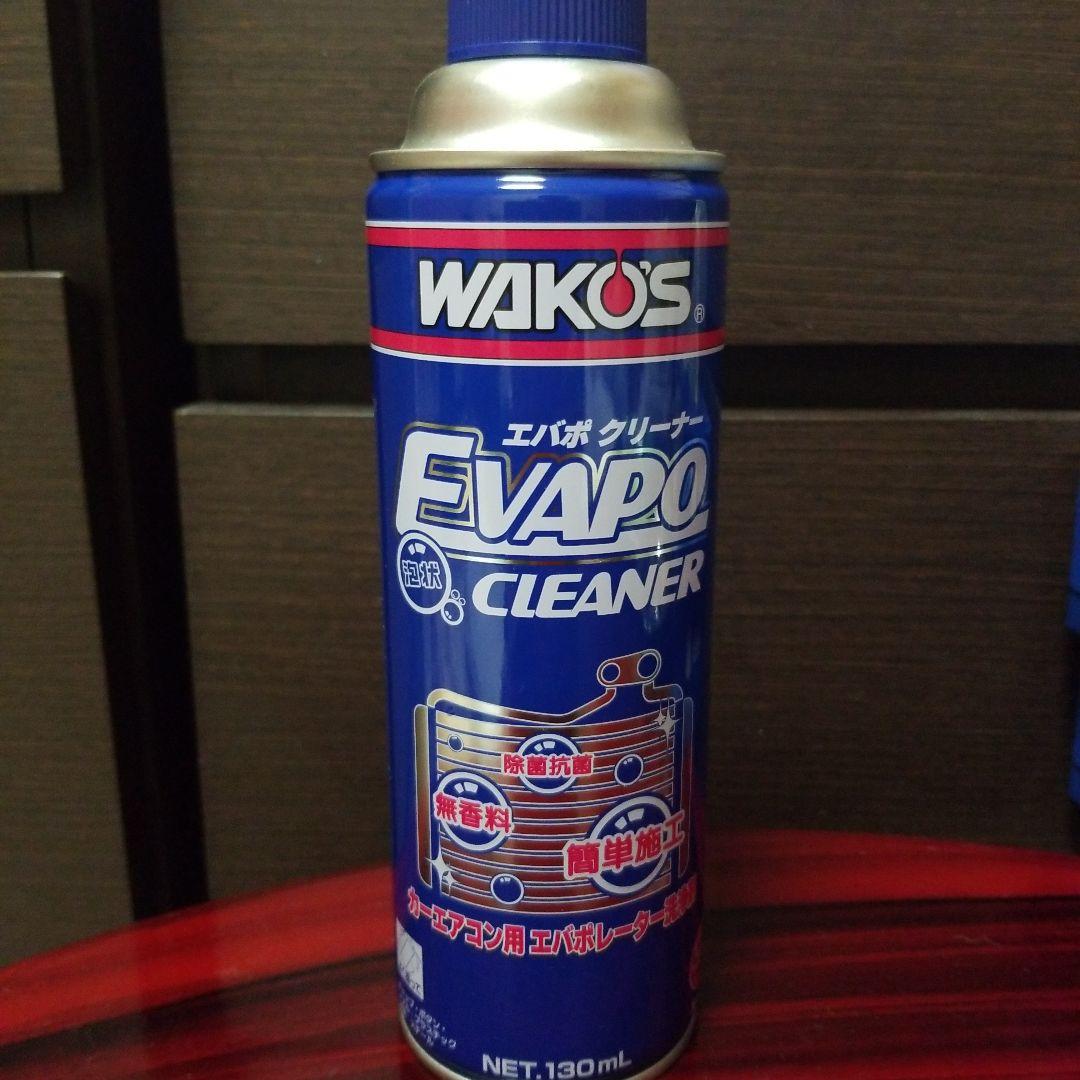 WAKO'S®
エバポ クリーナー
EVAPO
泡状
CLEANER
除菌抗菌
無香料
簡単施工
カーエアコン用 エバポレーター洗浄
NET.130mL